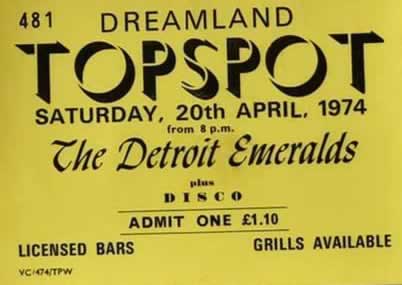 481 DREAMLAND
TOPSPOT
SATURDAY, 20th APRIL, 1974
from 8 p.m.
The Detroit Emeralds
plus
DISCO
ADMIT ONE £1.10
LICENSED BARS GRILLS AVAILABLE
VC/474/TPW